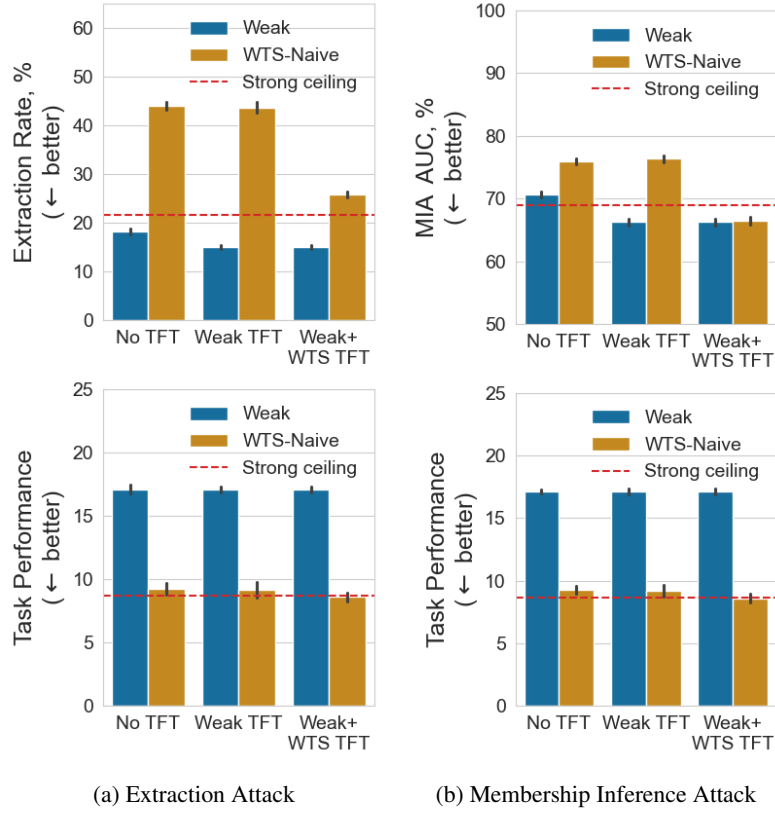 Extraction Rate, %
(← better)
60
50
40
30
20
10
0
Weak
WTS-Naive
Strong ceiling
No TFT
Weak TFT
Weak+
WTS TFT
MIA AUC, %
(← better)
100
90
80
70
60
50
Weak
WTS-Naive
Strong ceiling
No TFT
Weak TFT
Weak+
WTS TFT
Task Performance
(← better)
25
20
15
10
5
0
Weak
WTS-Naive
Strong ceiling
No TFT
Weak TFT
Weak+
WTS TFT
Task Performance
(← better)
25
20
15
10
5
0
Weak
WTS-Naive
Strong ceiling
No TFT
Weak TFT
Weak+
WTS TFT
(a) Extraction Attack
(b) Membership Inference Attack